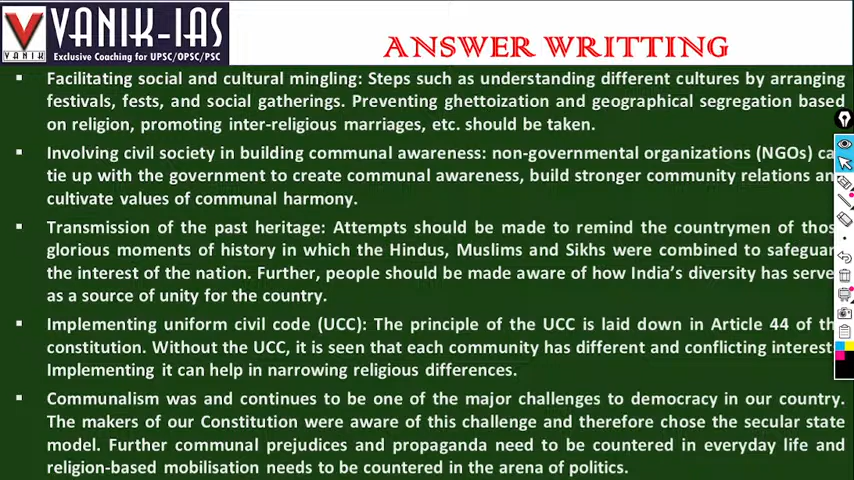 VANIK-IAS
VANIK
Exclusive Coaching for UPSC/OPSC/PSC
ANSWER WRITTING
▪ Facilitating social and cultural mingling: Steps such as understanding different cultures by arranging
festivals, fests, and social gatherings. Preventing ghettoization and geographical segregation based
on religion, promoting inter-religious marriages, etc. should be taken.
▪ Involving civil society in building communal awareness: non-governmental organizations (NGOs) ca
tie up with the government to create communal awareness, build stronger community relations an
cultivate values of communal harmony.
▪ Transmission of the past heritage: Attempts should be made to remind the countrymen of thos
glorious moments of history in which the Hindus, Muslims and Sikhs were combined to safeguar
the interest of the nation. Further, people should be made aware of how India's diversity has serve
as a source of unity for the country.
▪ Implementing uniform civil code (UCC): The principle of the UCC is laid down in Article 44 of th
constitution. Without the UCC, it is seen that each community has different and conflicting interest
Implementing it can help in narrowing religious differences.
▪ Communalism was and continues to be one of the major challenges to democracy in our country.
The makers of our Constitution were aware of this challenge and therefore chose the secular state
model. Further communal prejudices and propaganda need to be countered in everyday life and
religion-based mobilisation needs to be countered in the arena of politics.